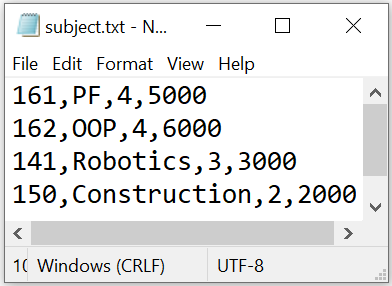 subject.txt - N...
File Edit Format View Help
161,PF,4,5000
162,OOP,4,6000
141,Robotics,3,3000
150,Construction,2,2000
Windows (CRLF) UTF-8